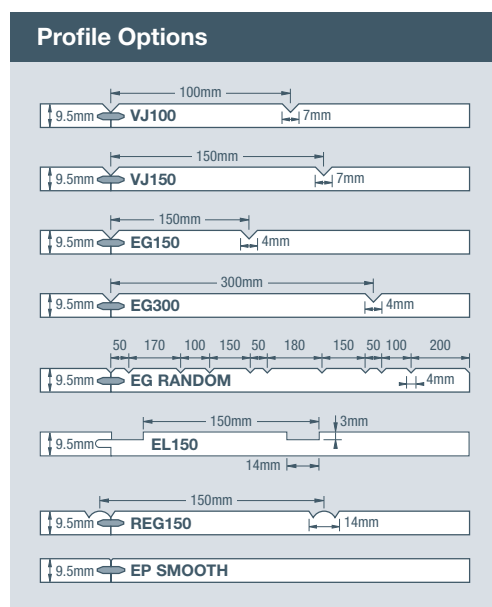 Profile Options
100mm
9.5mm VJ100 7mm
150mm
9.5mm VJ150 7mm
150mm
9.5mm EG150 4mm
300mm
9.5mm EG300 4mm
50 170 100 150 50 180 150 50 100 200
9.5mm EG RANDOM 4mm
150mm 3mm
9.5mm EL150
14mm
150mm
9.5mm REG150 14mm
9.5mm EP SMOOTH